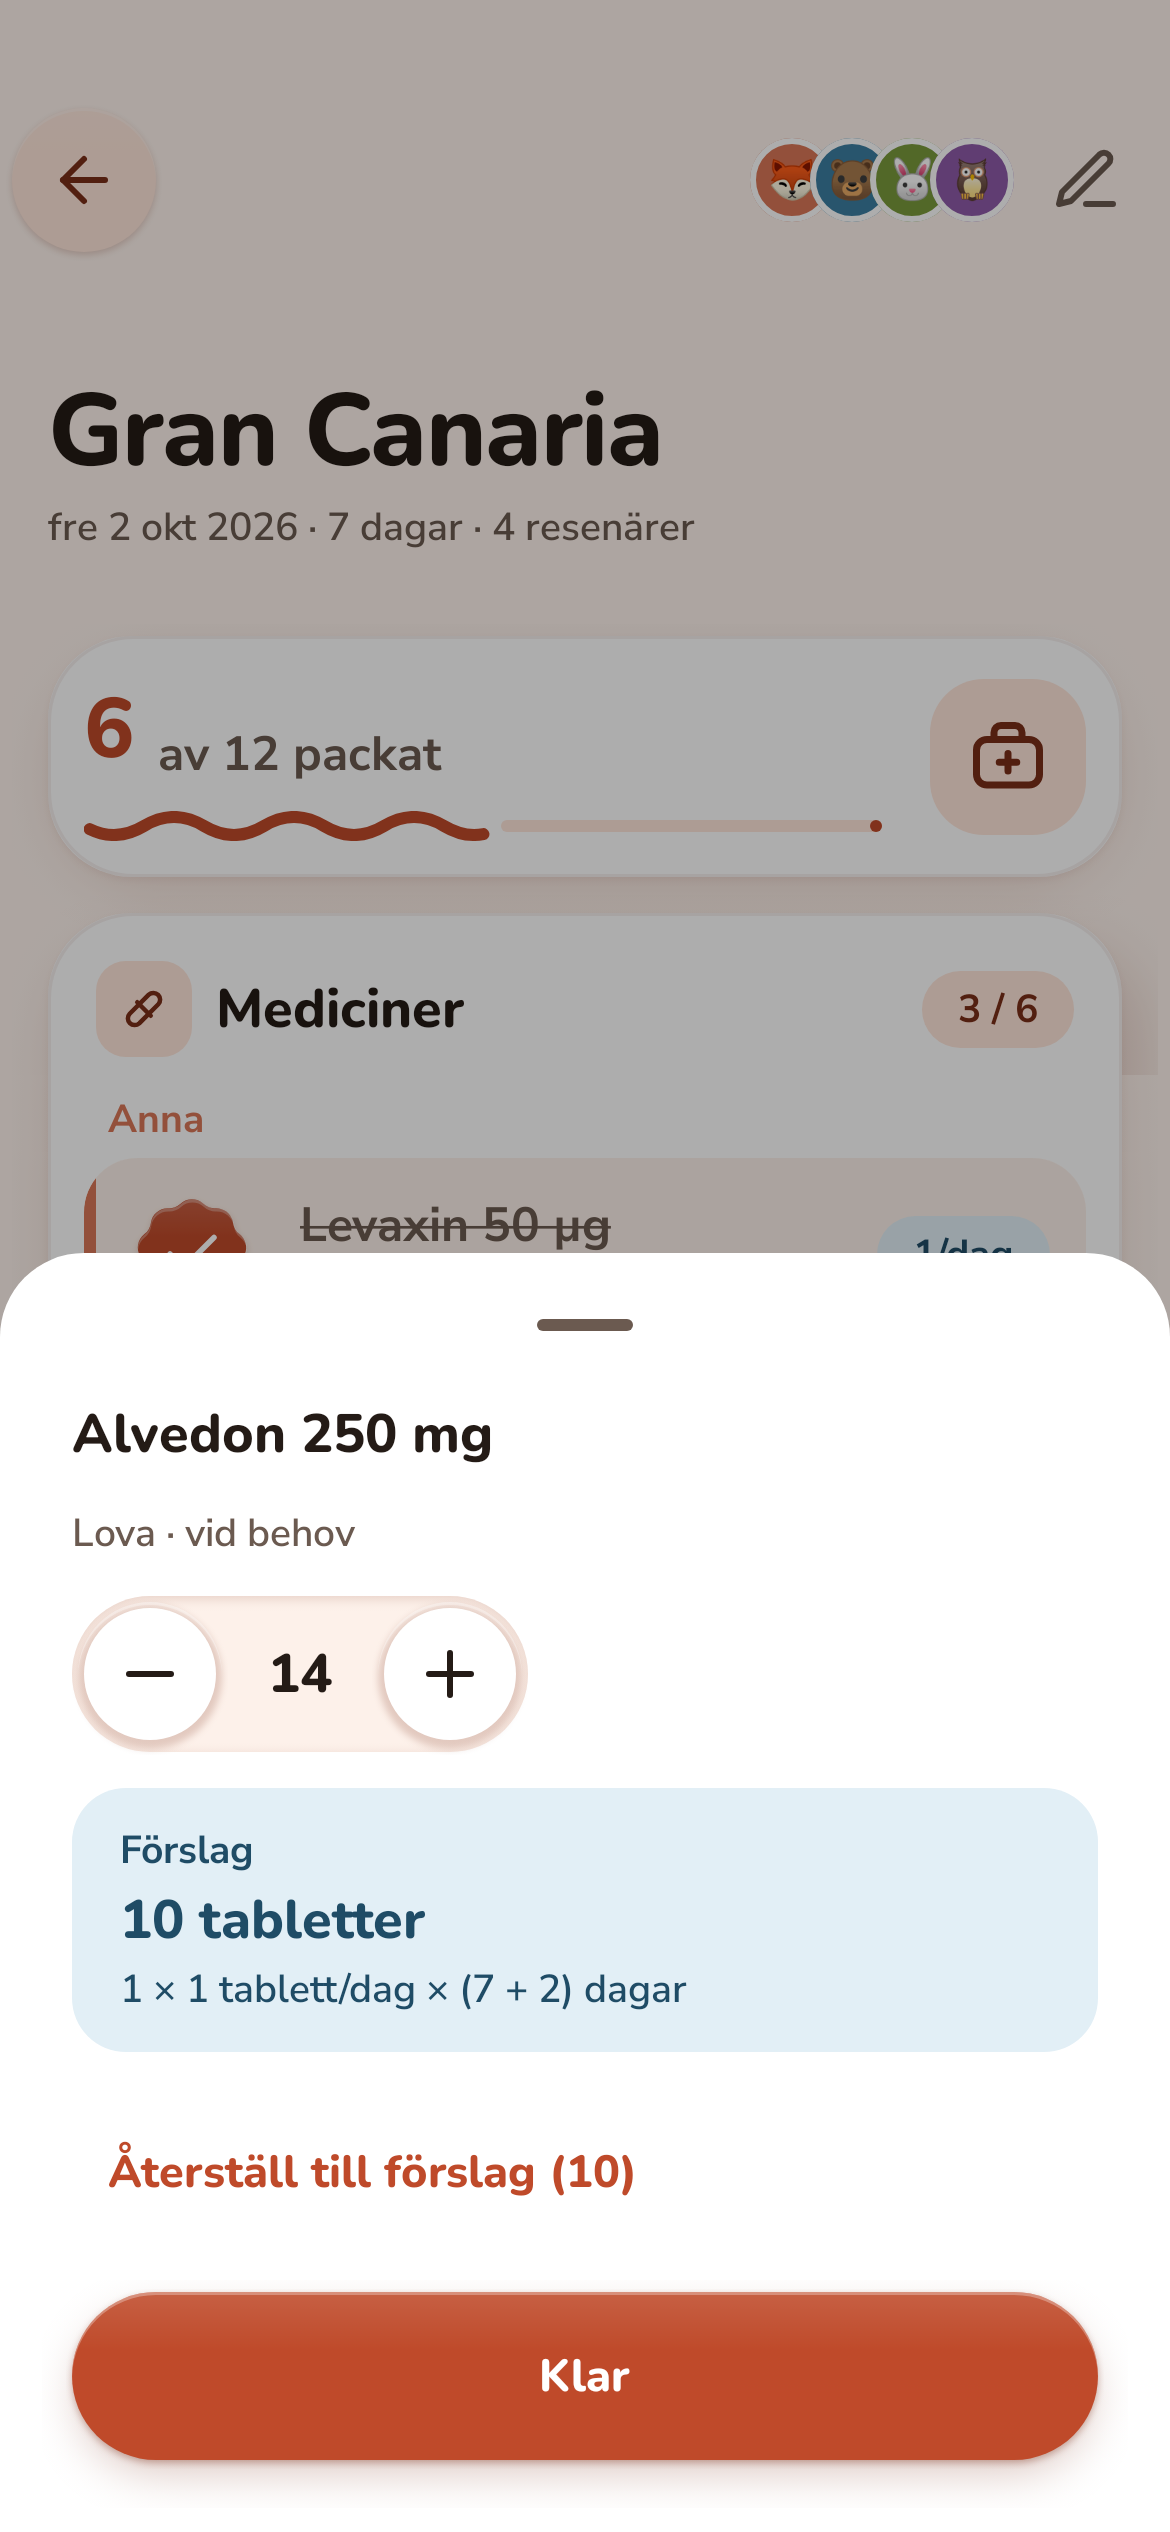 Gran Canaria
fre 2 okt 2026 · 7 dagar · 4 resenärer
6 av 12 packat
Mediciner
3 / 6
Anna
Levaxin 50 µg
1/dag
Alvedon 250 mg
Lova · vid behov
14
Förslag
10 tabletter
1 × 1 tablett/dag × (7 + 2) dagar
Återställ till förslag (10)
Klar